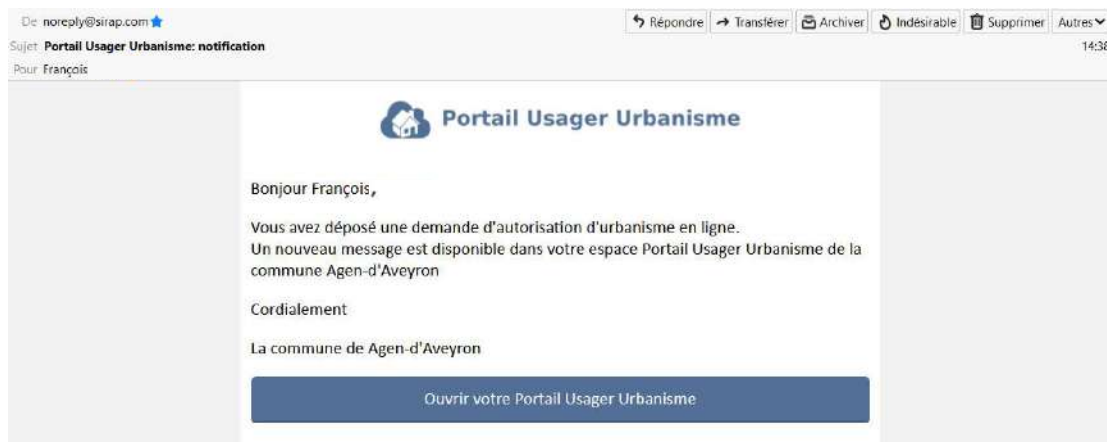 De noreply@sirap.com
Répondre Transférer Archiver Indésirable Supprimer Autres
Sujet Portail Usager Urbanisme: notification
14:38
Pour François
Portail Usager Urbanisme
Bonjour François,
Vous avez déposé une demande d'autorisation d'urbanisme en ligne.
Un nouveau message est disponible dans votre espace Portail Usager Urbanisme de la
commune Agen-d'Aveyron
Cordialement
La commune de Agen-d'Aveyron
Ouvrir votre Portail Usager Urbanisme